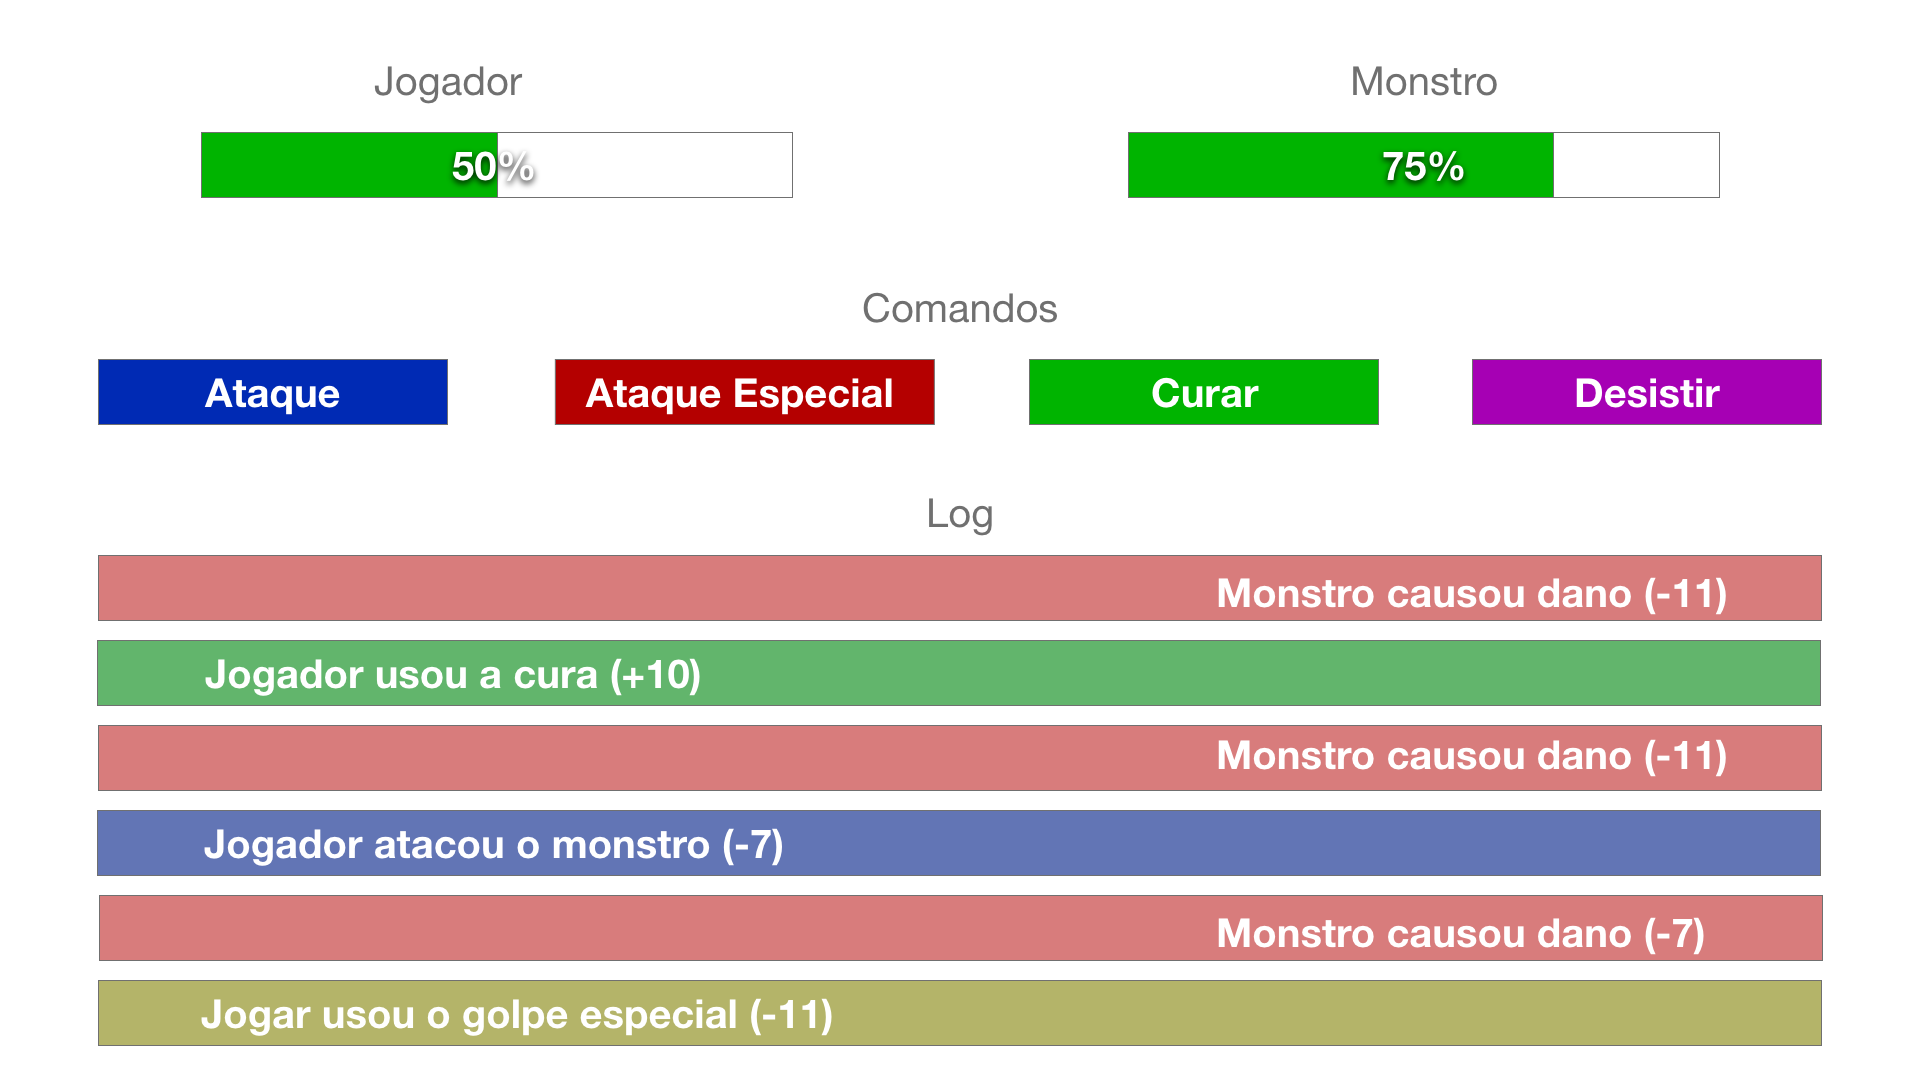 Jogador
Monstro
50%
75%
Comandos
Ataque
Ataque Especial
Curar
Desistir
Log
Monstro causou dano (-11)
Jogador usou a cura (+10)
Monstro causou dano (-11)
Jogador atacou o monstro (-7)
Monstro causou dano (-7)
Jogar usou o golpe especial (-11)